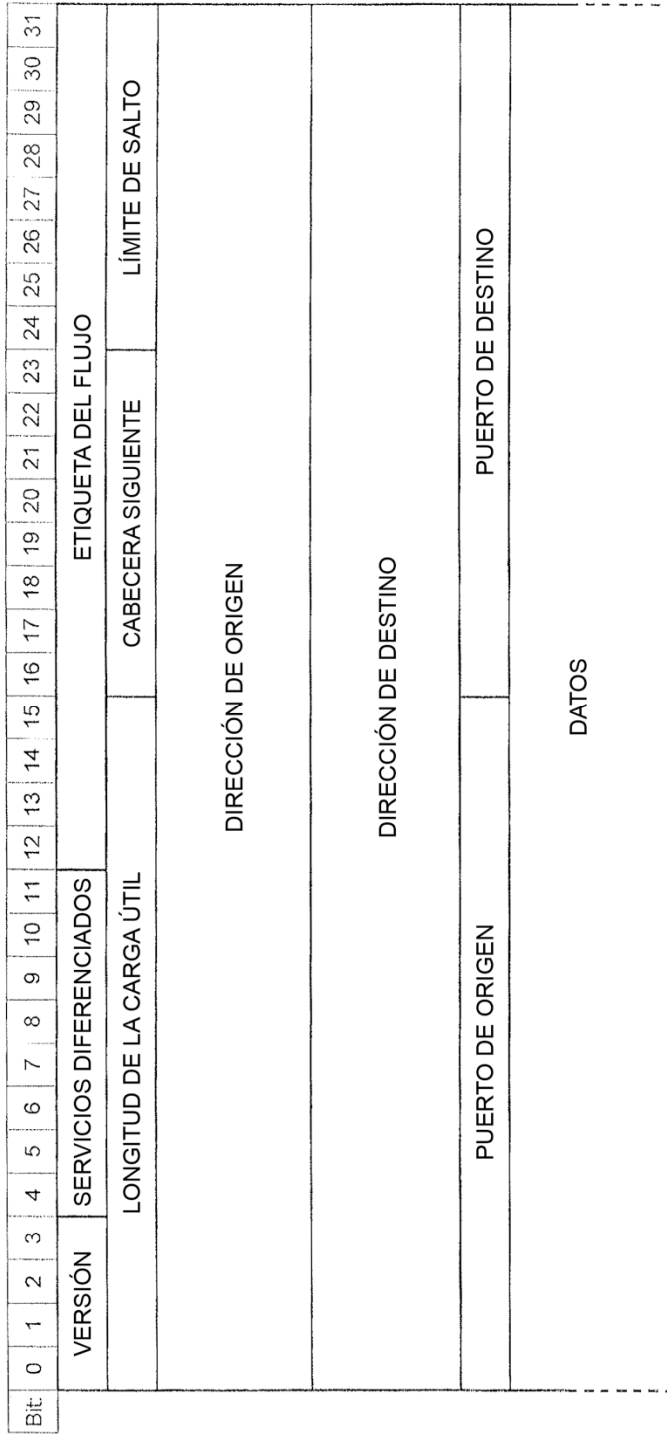 Bit: 0 1 2 3 4 5 6 7 8 9 10 11 12 13 14 15 16 17 18 19 20 21 22 23 24 25 26 27 28 29 30 31
VERSIÓN SERVICIOS DIFERENCIADOS ETIQUETA DEL FLUJO
LONGITUD DE LA CARGA ÚTIL CABECERA SIGUIENTE LÍMITE DE SALTO
DIRECCIÓN DE ORIGEN
DIRECCIÓN DE DESTINO
PUERTO DE ORIGEN PUERTO DE DESTINO
DATOS